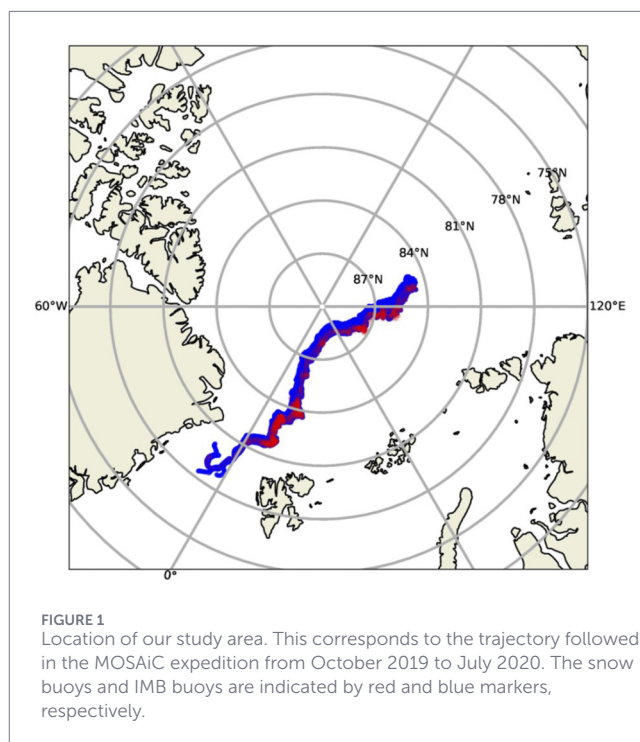 75°N
78°N
81°N
84°N
87°N
60°W
120°E
0°
FIGURE 1
Location of our study area. This corresponds to the trajectory followed
in the MOSAiC expedition from October 2019 to July 2020. The snow
buoys and IMB buoys are indicated by red and blue markers,
respectively.